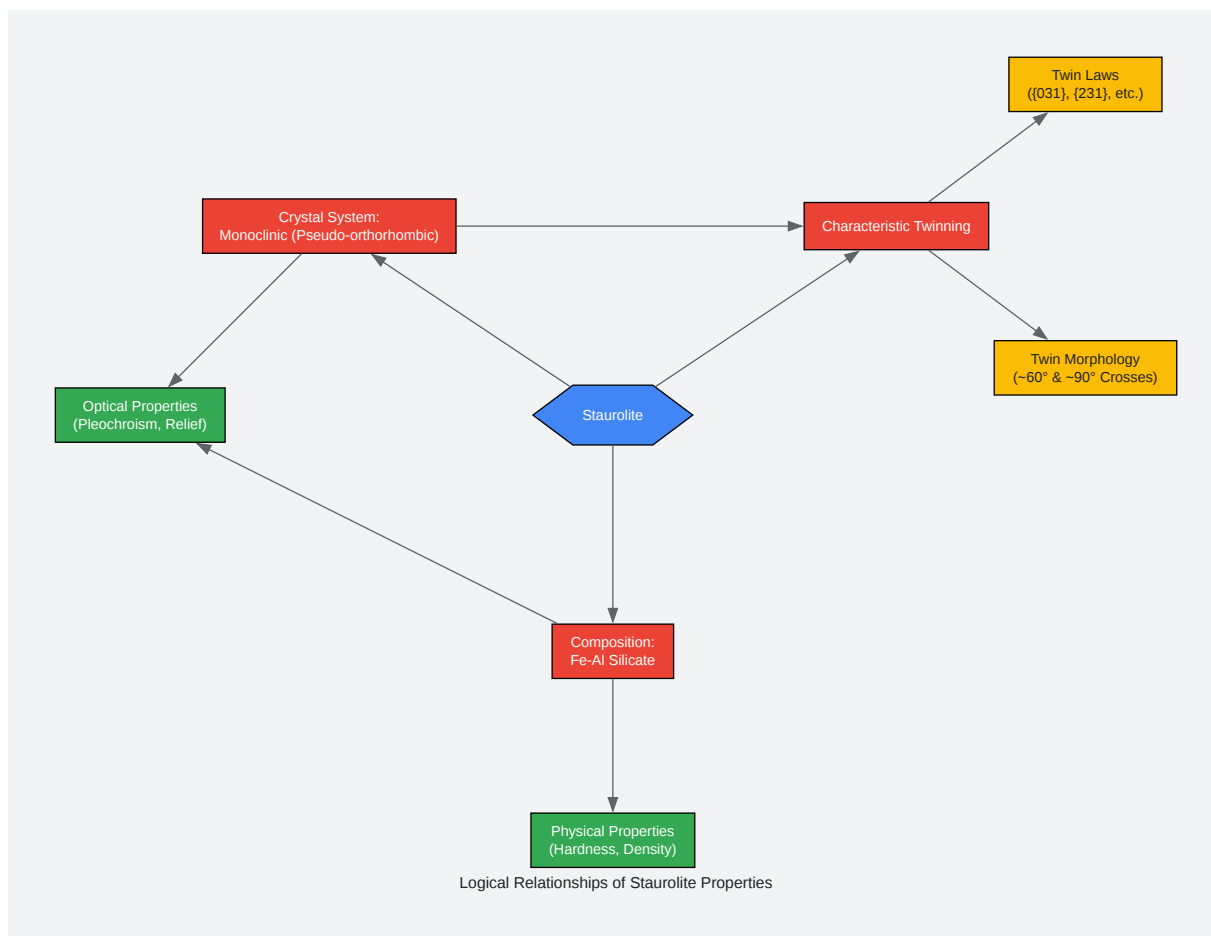 Twin Laws
({031}, {231}, etc.)
Crystal System:
Monoclinic (Pseudo-orthorhombic)
Characteristic Twinning
Twin Morphology
(~60° & ~90° Crosses)
Optical Properties
(Pleochroism, Relief)
Staurolite
Composition:
Fe-Al Silicate
Physical Properties
(Hardness, Density)
Logical Relationships of Staurolite Properties